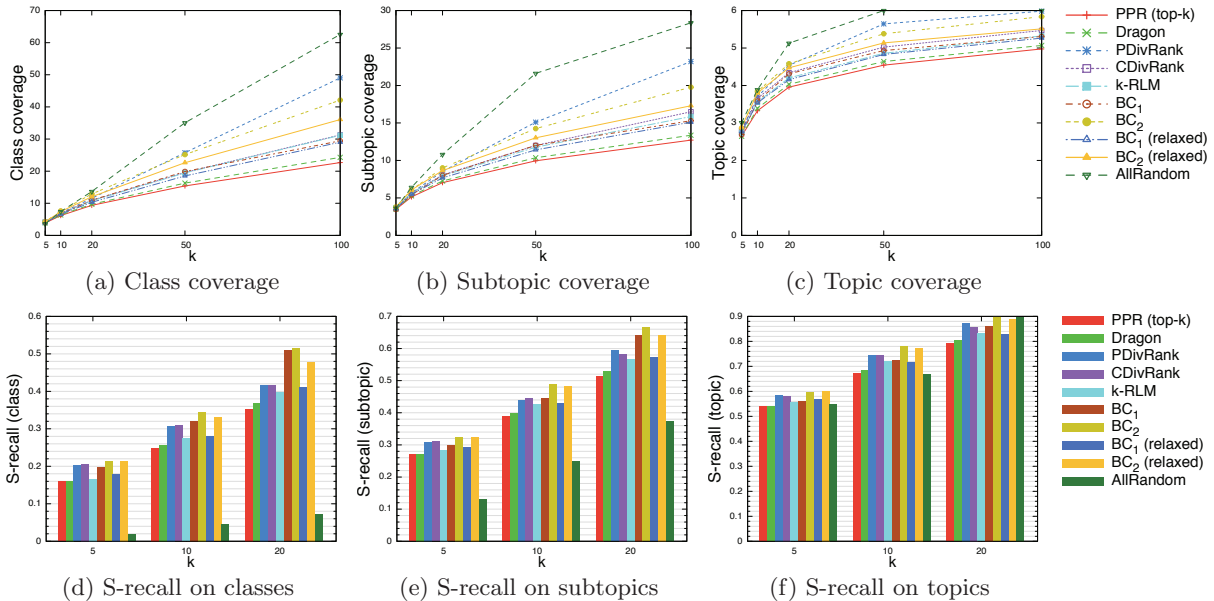 70
60
50
40
30
20
10
0
5 10 20 50 100
Class coverage
k
(a) Class coverage
30
25
20
15
10
5
0
5 10 20 50 100
Subtopic coverage
k
(b) Subtopic coverage
6
5
4
3
2
1
0
5 10 20 50 100
Topic coverage
k
(c) Topic coverage
PPR (top-k)
Dragon
PDivRank
CDivRank
k-RLM
BC1
BC2
BC1 (relaxed)
BC2 (relaxed)
AllRandom
0.6
0.5
0.4
0.3
0.2
0.1
0
5 10 20
S-recall (class)
k
(d) S-recall on classes
0.7
0.6
0.5
0.4
0.3
0.2
0.1
0
5 10 20
S-recall (subtopic)
k
(e) S-recall on subtopics
0.9
0.8
0.7
0.6
0.5
0.4
0.3
0.2
0.1
0
5 10 20
S-recall (topic)
k
(f) S-recall on topics
PPR (top-k)
Dragon
PDivRank
CDivRank
k-RLM
BC1
BC2
BC1 (relaxed)
BC2 (relaxed)
AllRandom